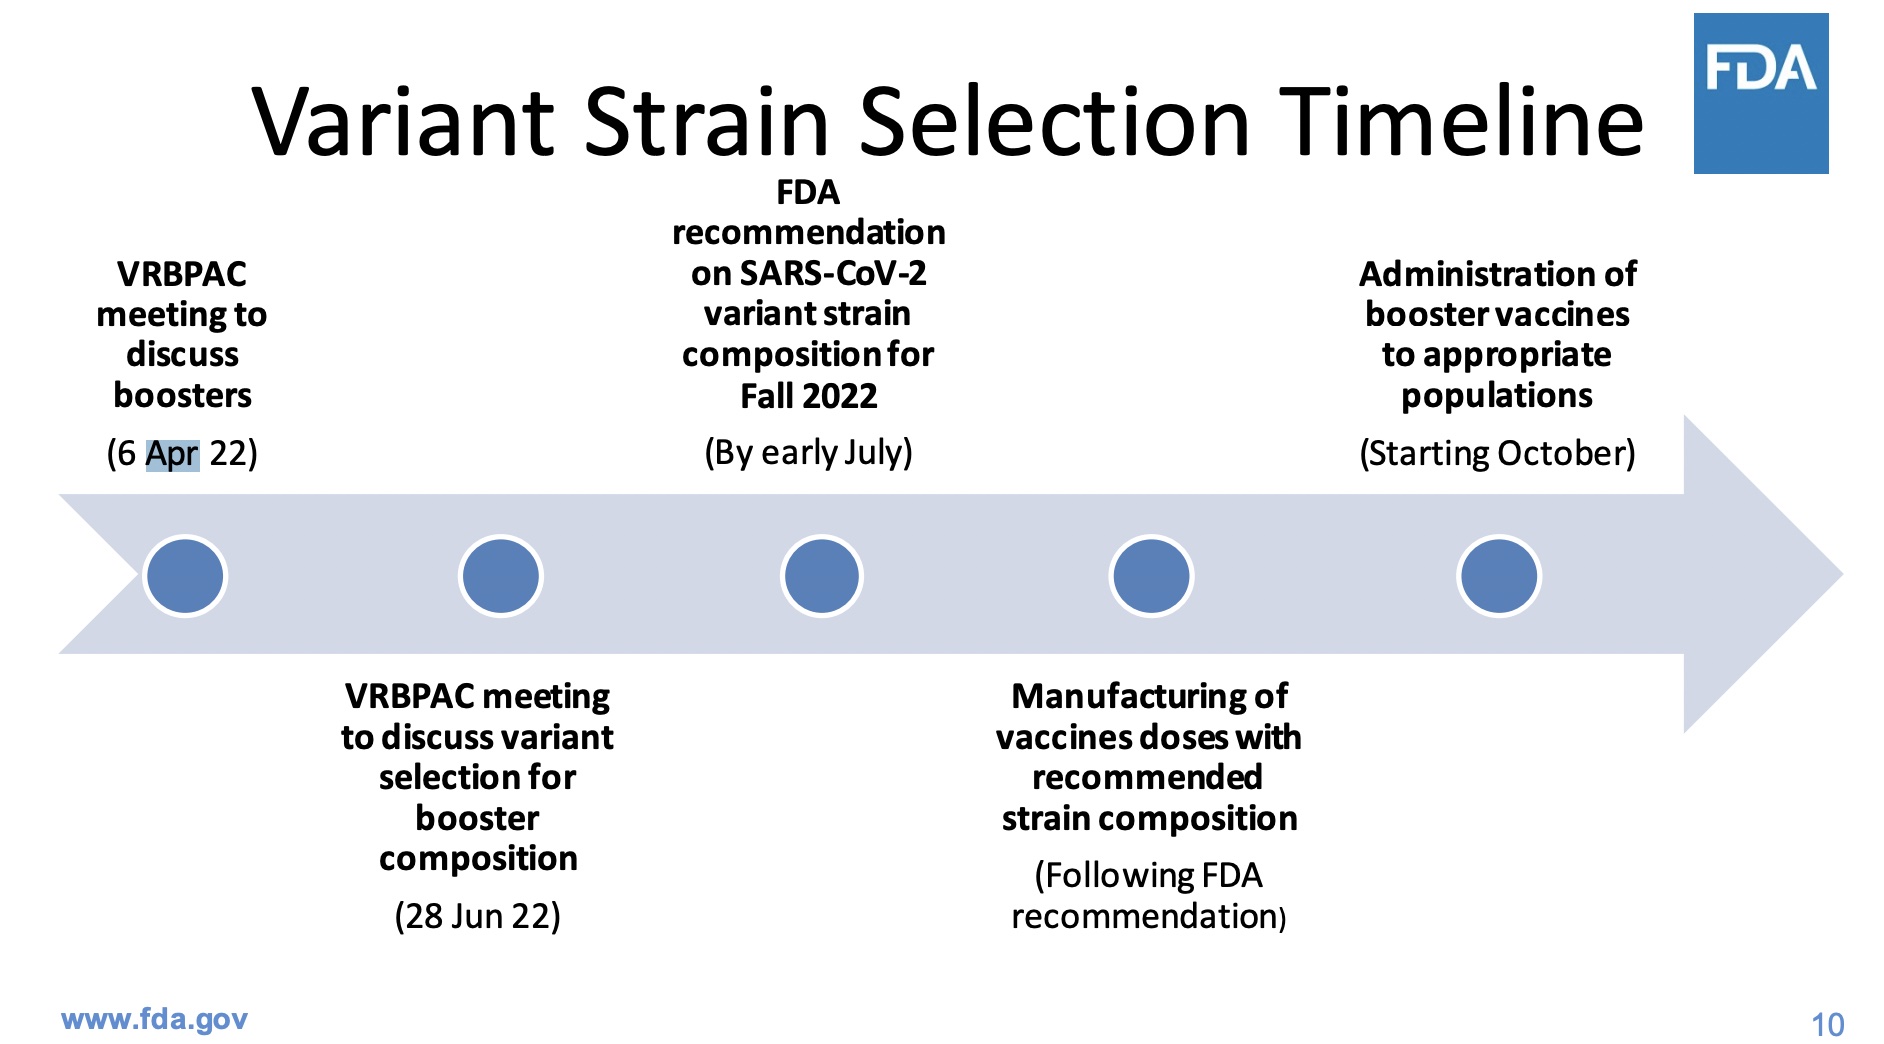 FDA
Variant Strain Selection Timeline
VRBPAC
meeting to
discuss
boosters
(6 Apr 22)
VRBPAC meeting
to discuss variant
selection for
booster
composition
(28 Jun 22)
FDA
recommendation
on SARS-CoV-2
variant strain
composition for
Fall 2022
(By early July)
Manufacturing of
vaccines doses with
recommended
strain composition
(Following FDA
recommendation)
Administration of
booster vaccines
to appropriate
populations
(Starting October)
www.fda.gov
10